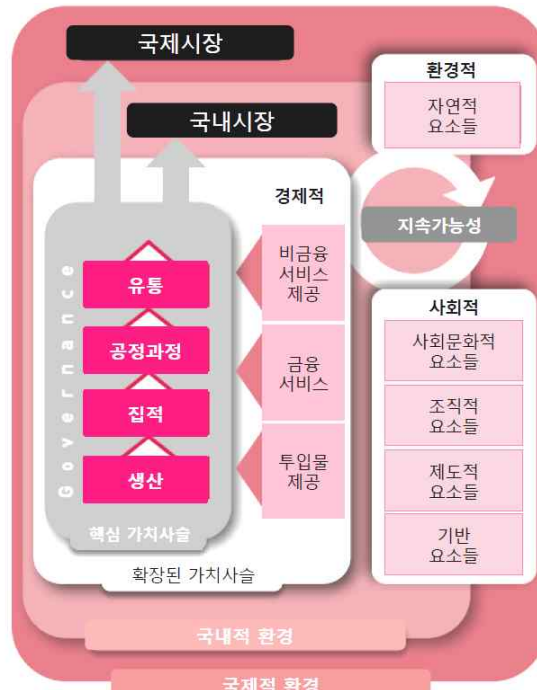 국제시장
국내시장
환경적
자연적
요소들
지속가능성
경제적
비금융
서비스
제공
금융
서비스
투입물
제공
Governance
유통
공정과정
집적
생산
핵심 가치사슬
확장된 가치사슬
사회적
사회문화적
요소들
조직적
요소들
제도적
요소들
기반
요소들
국내적 환경
국제적 환경